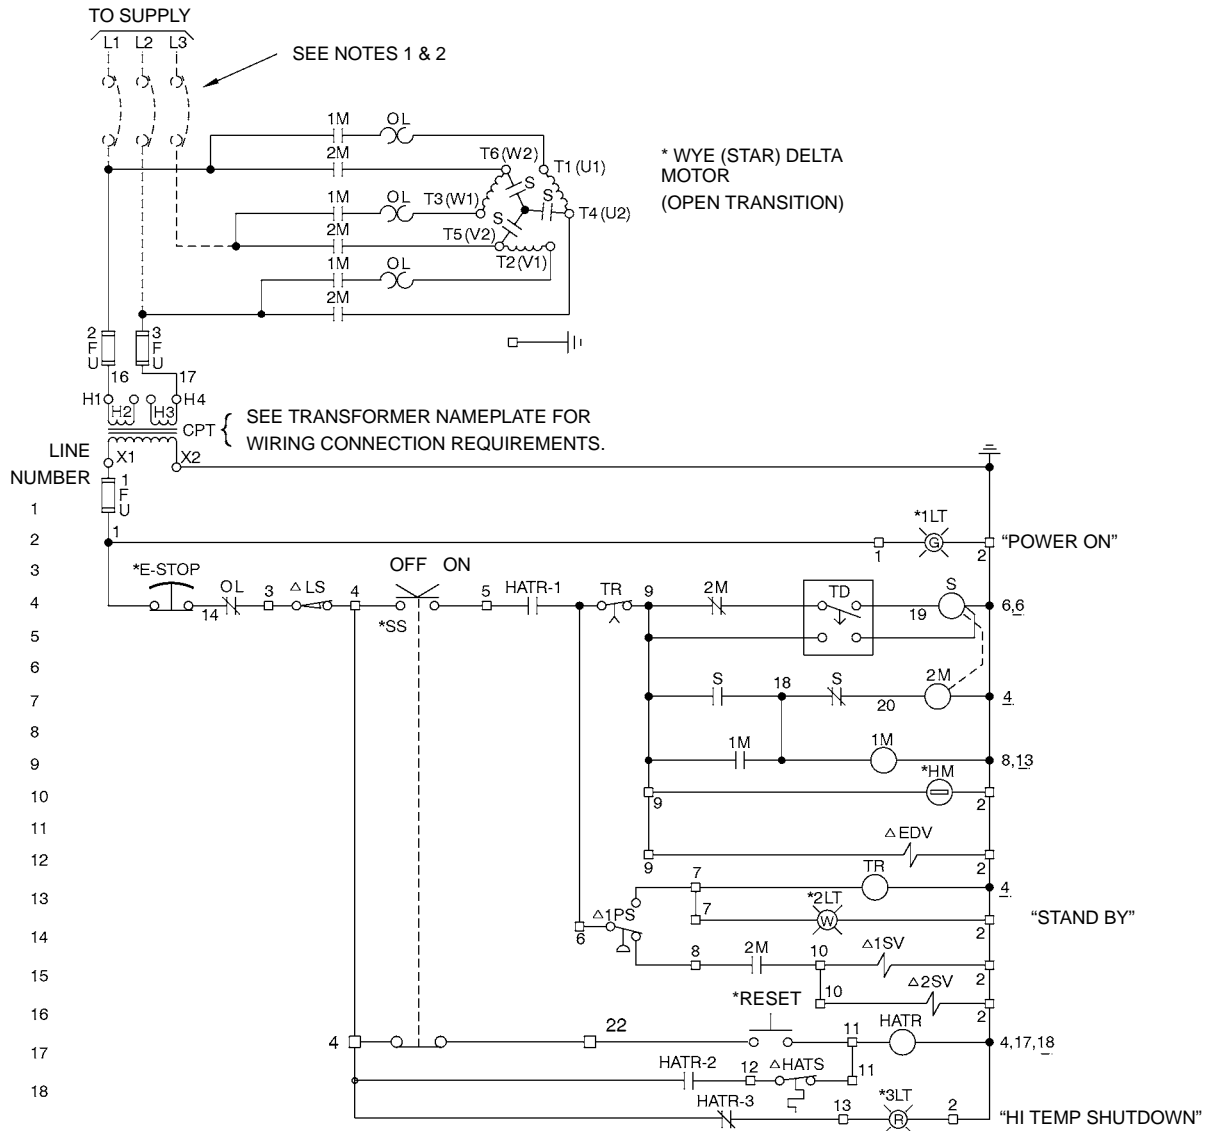 TO SUPPLY
L1 L2 L3
SEE NOTES 1 & 2
1M OL
2M
T6(W2) T1(U1)
* WYE (STAR) DELTA
MOTOR
(OPEN TRANSITION)
S
1M OL T3(W1) S T4(U2)
S
2M T5(V2)
T2(V1)
1M OL
2M
2FU 3FU
16 17
H1 H2 H3 H4
CPT { SEE TRANSFORMER NAMEPLATE FOR
WIRING CONNECTION REQUIREMENTS.
LINE
NUMBER
X1 X2
1FU
1
1
2
*1LT
G
1 2 "POWER ON"
3
*E-STOP OFF ON
4
14 OL 3 △LS 4 *SS 5 HATR-1 TR 9 2M TD 19 S 6,6
5
6
7
S 18 S 20 2M 4
8
9
1M 1M 8,13
10
9 *HM 2
11
12
9 △EDV 2
13
7 TR 4
7 *2LT W 2 "STAND BY"
14
6 △1PS
15
8 2M 10 △1SV 2
10 △2SV 2
16
17
4 22 *RESET 11 HATR 4,17,18
HATR-2 12 △HATS 11
18
HATR-3 13 *3LT R 2 "HI TEMP SHUTDOWN"